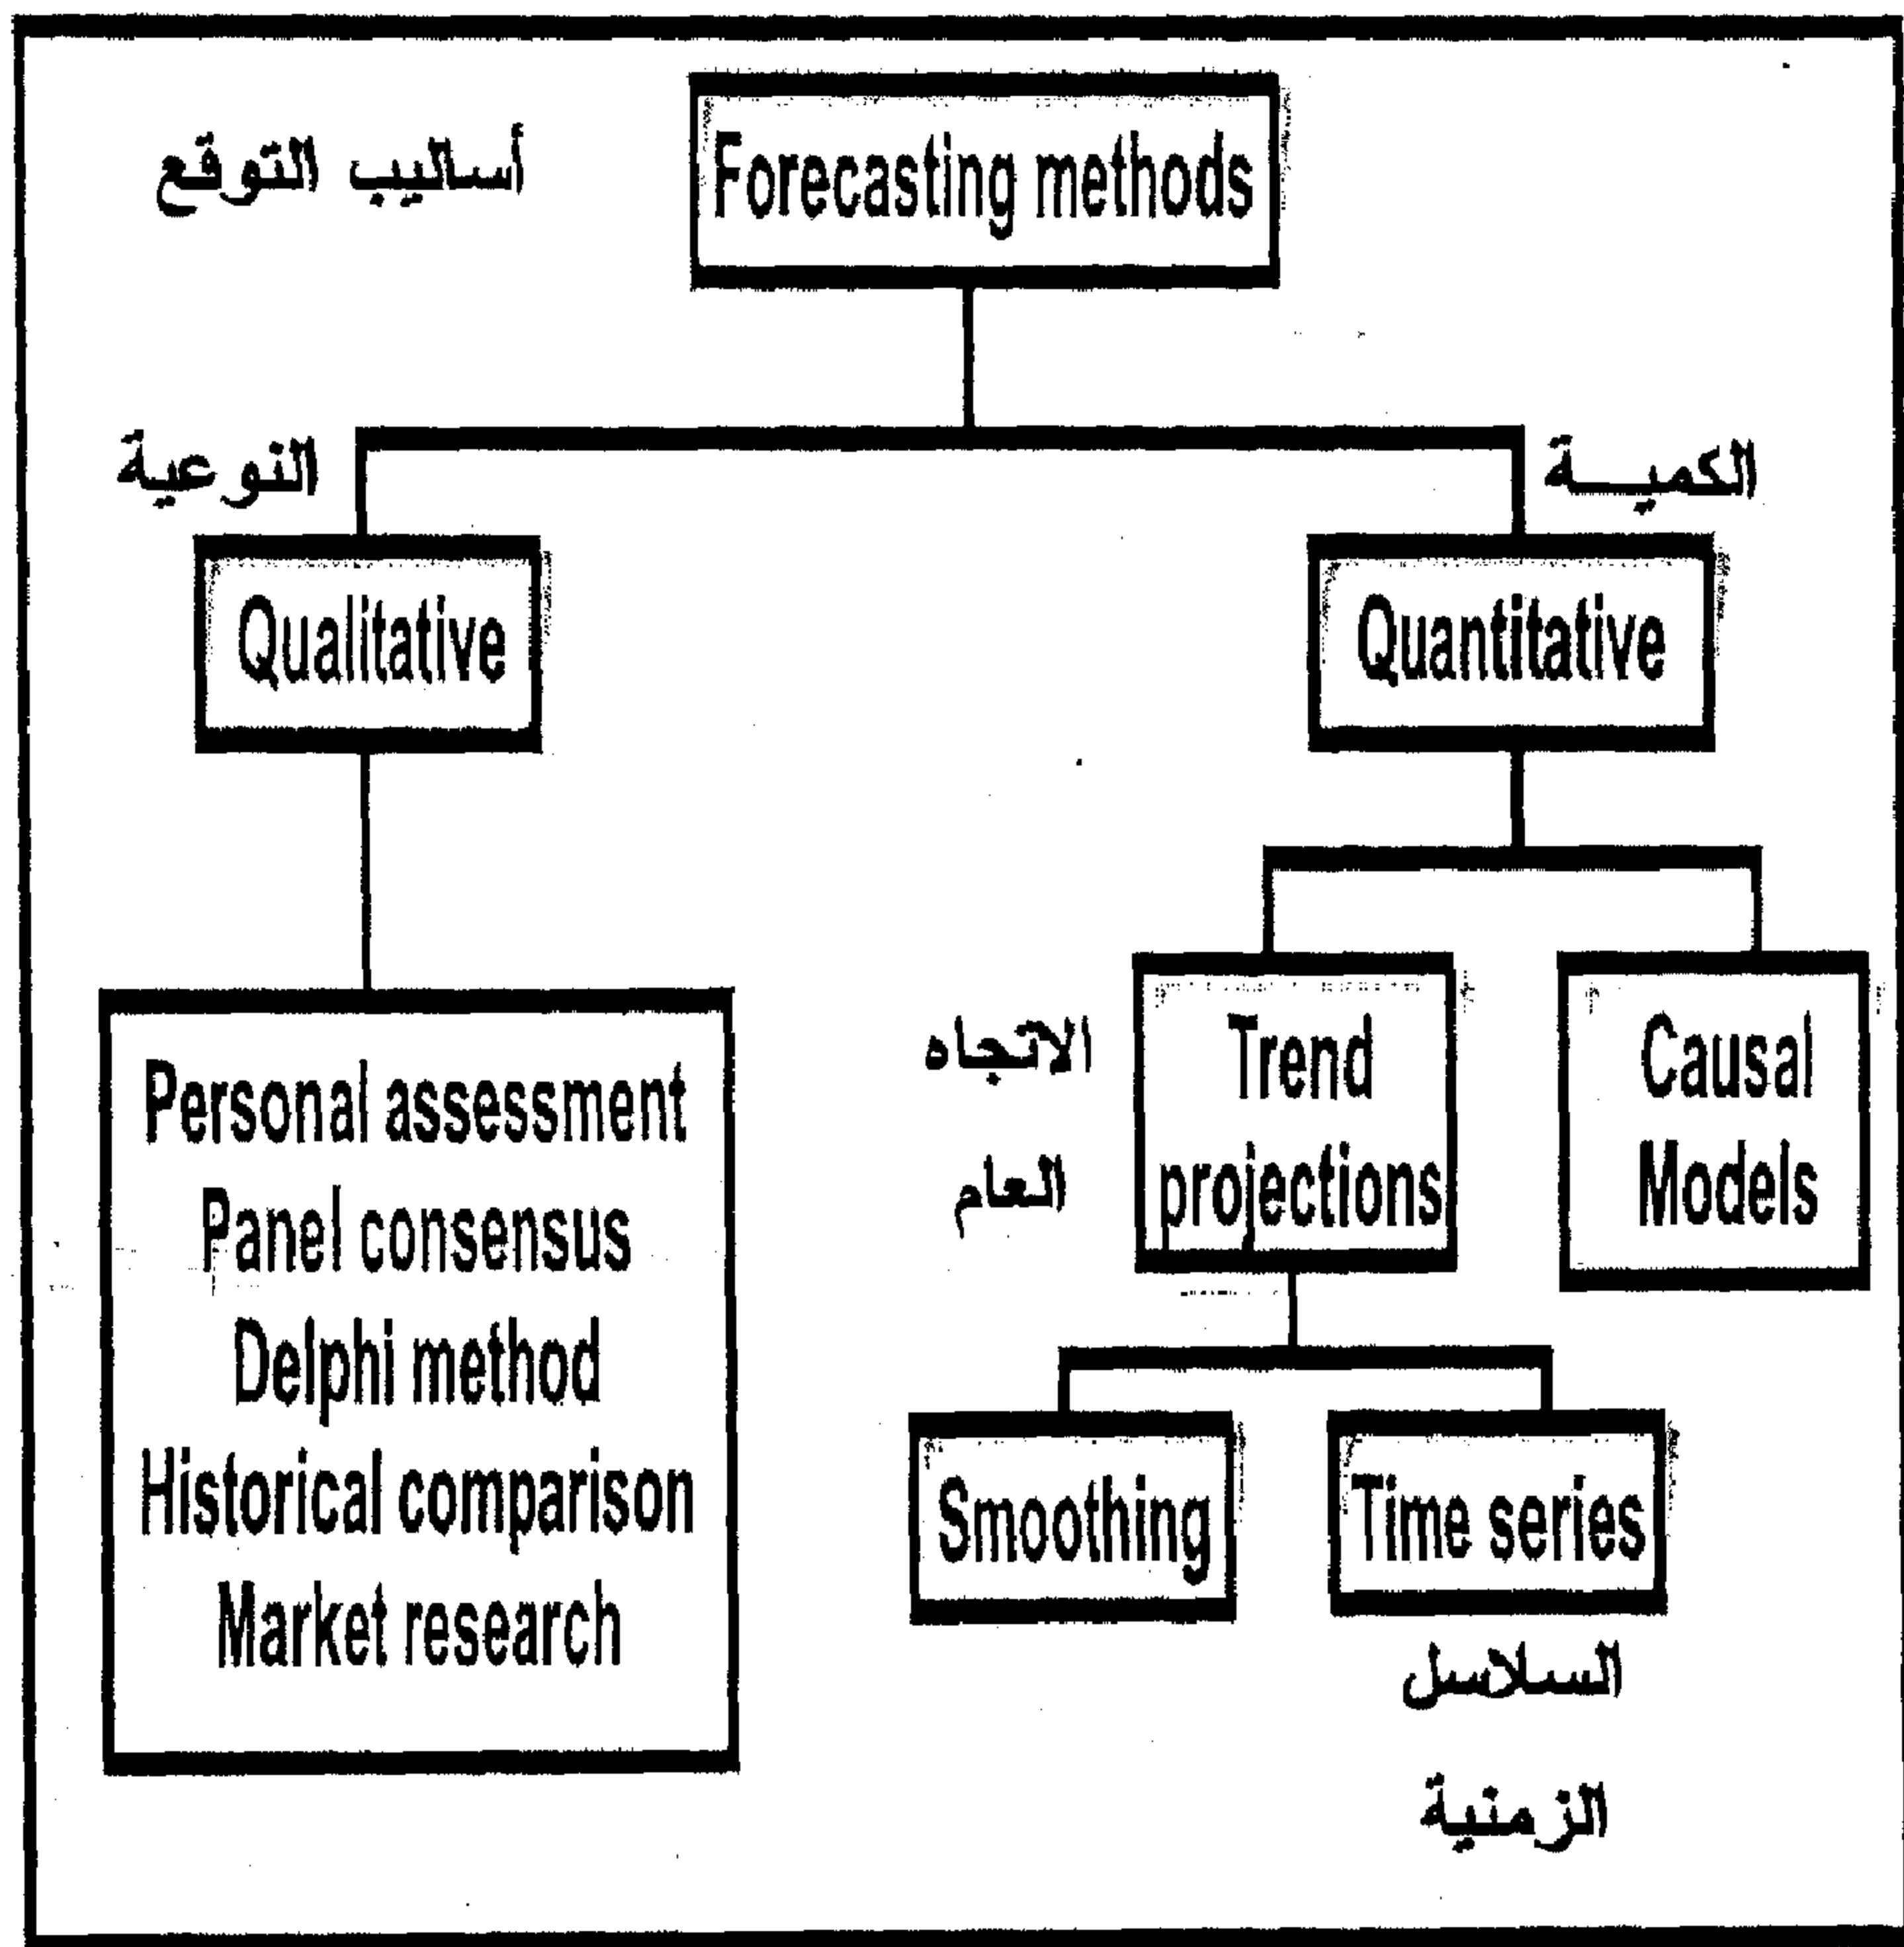 أساليب التوقع
Forecasting methods
النوعية
الكميـــة
Qualitative
Quantitative
Personal assessment
Panel consensus
Delphi method
Historical comparison
Market research
الاتجاه
العام
Trend
projections
Causal
Models
Smoothing
Time series
السلاسل
الزمنية